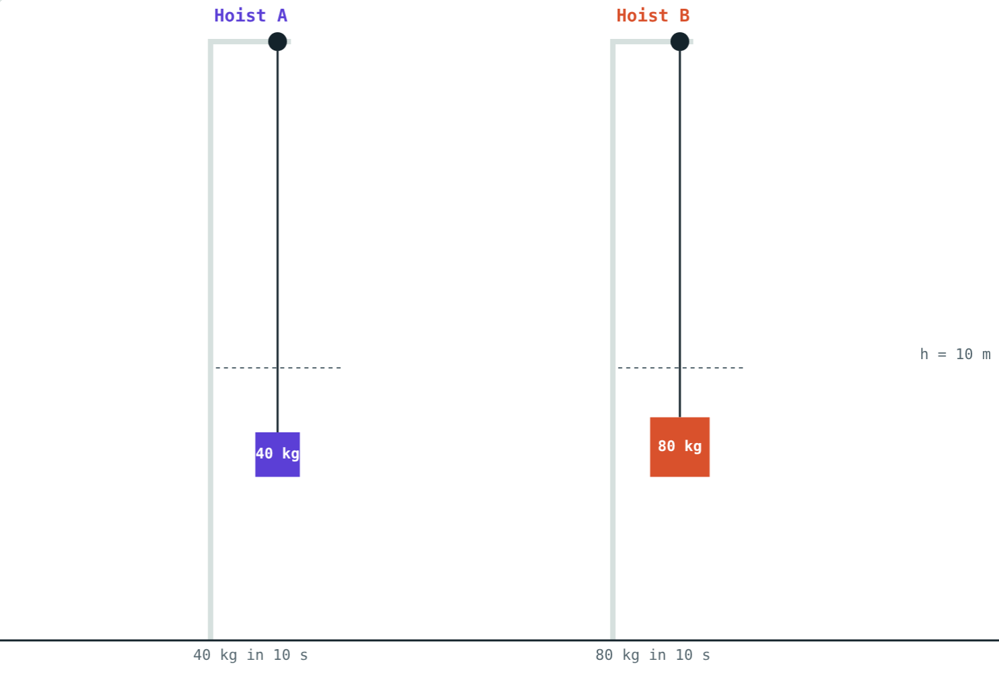 Hoist A
Hoist B
h = 10 m
40 kg
80 kg
40 kg in 10 s
80 kg in 10 s